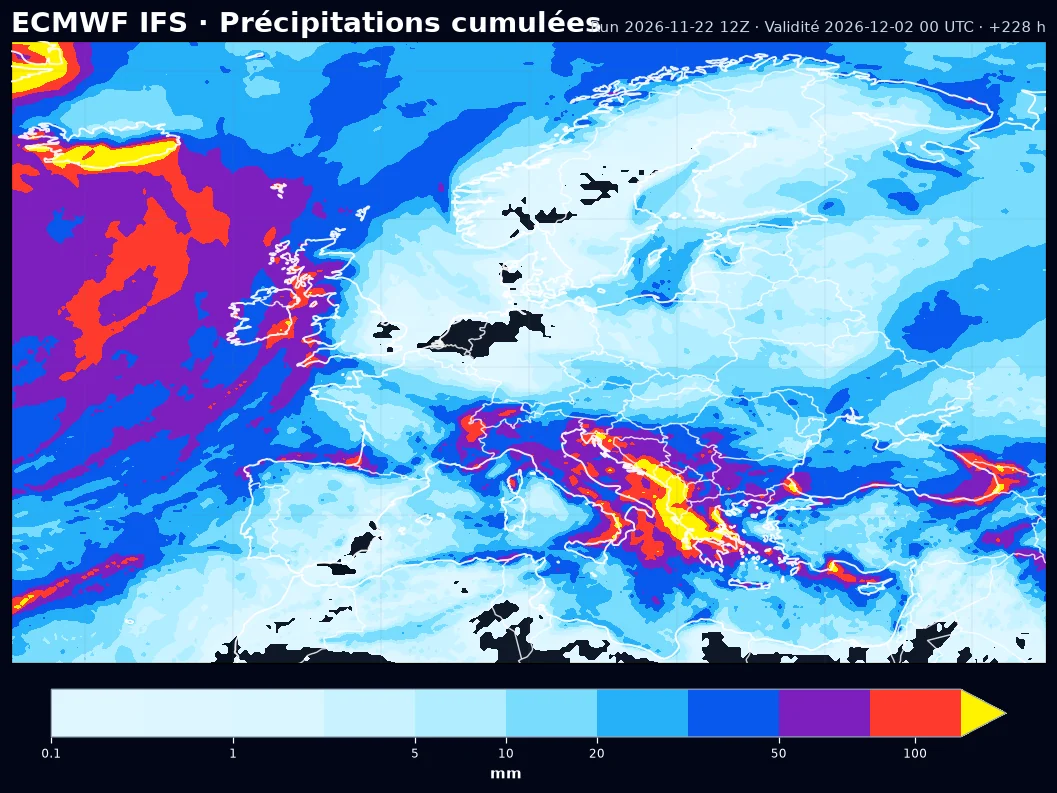 ECMWF IFS · Précipitations cumulées
Run 2026-11-22 12Z · Validité 2026-12-02 00 UTC · +228 h
0.1 1 5 10 20 50 100
mm